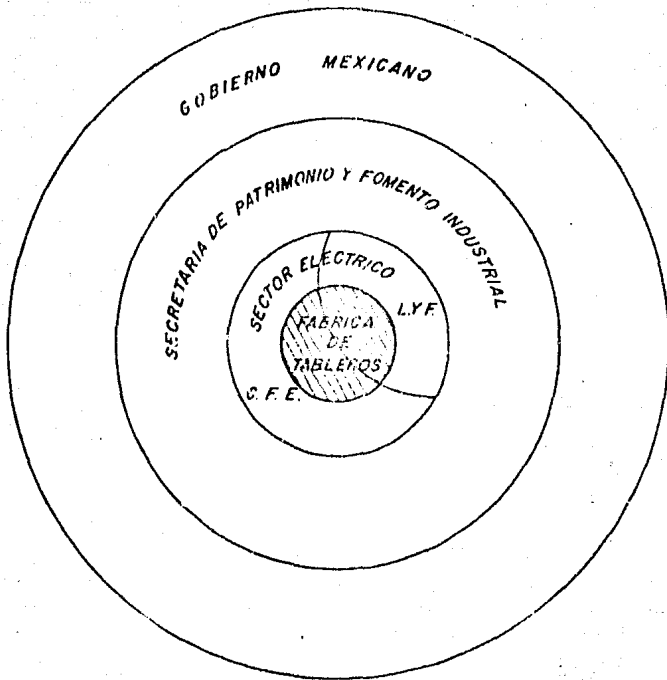 GOBIERNO MEXICANO
SECRETARIA DE PATRIMONIO Y FOMENTO INDUSTRIAL
SECTOR ELECTRICO
L.Y F.
FABRICA
DE
TABLEROS
C. F. E.